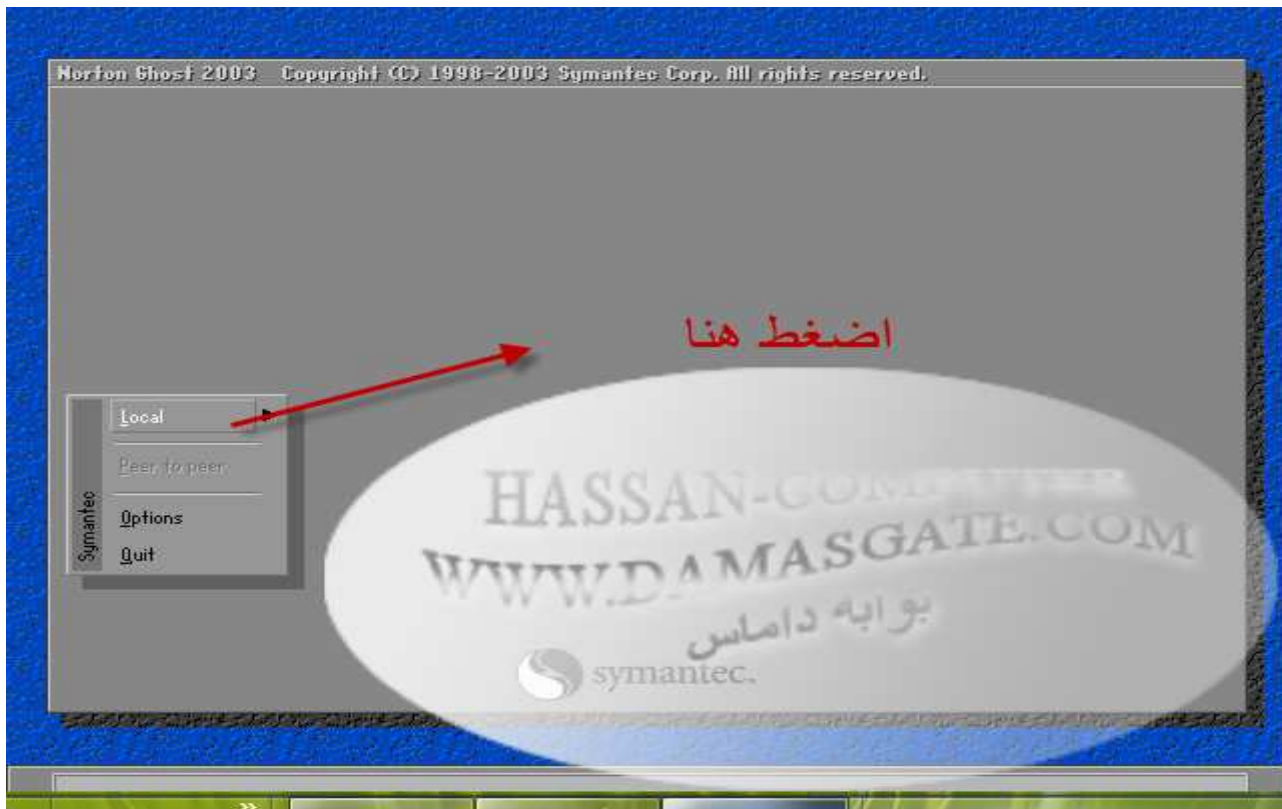 Norton Ghost 2003 Copyright (C) 1998-2003 Symantec Corp. All rights reserved.
اضغط هنا
Local
Peer to peer
Options
Quit
Symantec
HASSAN-COMPUTER
WWW.DAMASGATE.COM
بوابه داماس
symantec.
»